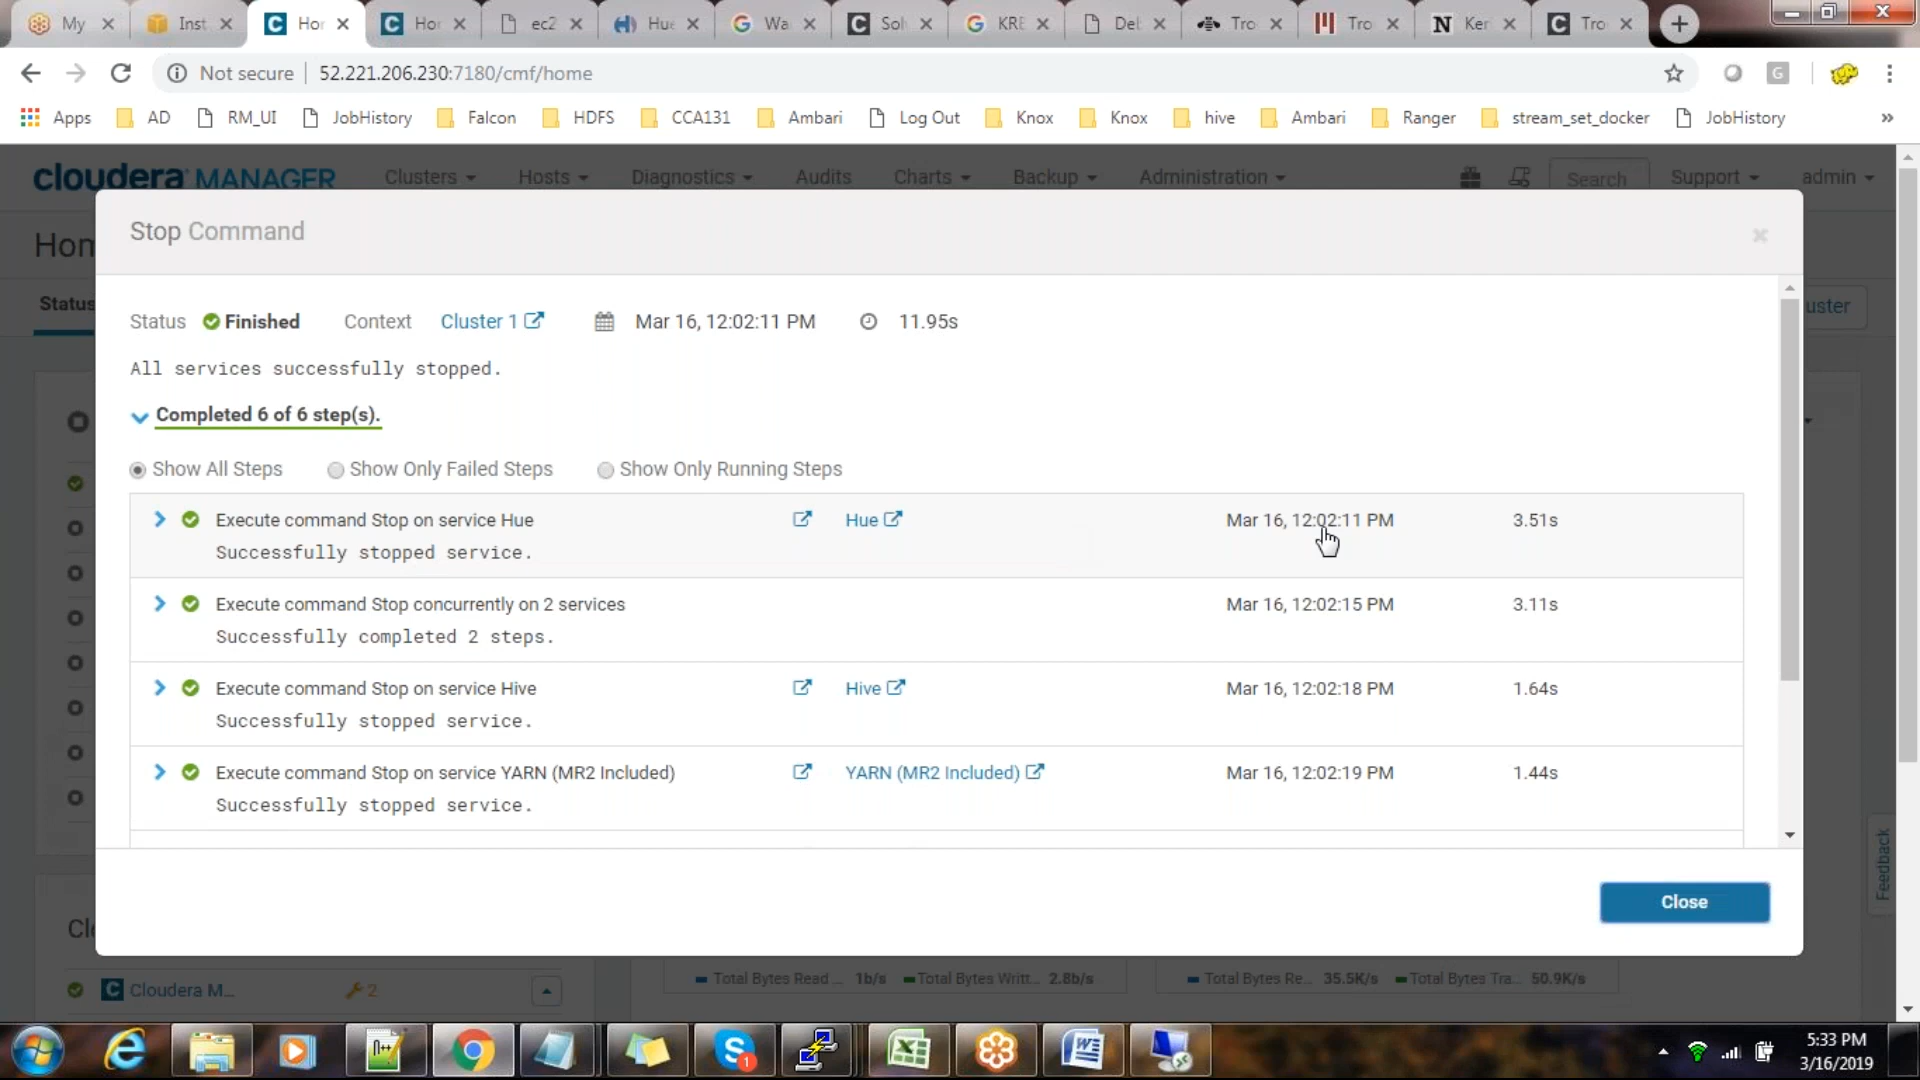 My
Inst
Hor
Hor
ec2
Hue
Wa
Sol
KRE
Det
Tro
Tro
Ker
Tro
Not secure
52.221.206.230:7180/cmf/home
Apps
AD
RM_UI
JobHistory
Falcon
HDFS
CCA131
Ambari
Log Out
Knox
Knox
hive
Ambari
Ranger
stream_set_docker
JobHistory
»
cloudera MANAGER
Clusters
Hosts
Diagnostics
Audits
Charts
Backup
Administration
Search
Support
admin
Hom
Status
uster
Stop Command
Status Finished Context Cluster 1 Mar 16, 12:02:11 PM 11.95s
All services successfully stopped.
Completed 6 of 6 step(s).
Show All Steps Show Only Failed Steps Show Only Running Steps
Execute command Stop on service Hue Hue Mar 16, 12:02:11 PM 3.51s
Successfully stopped service.
Execute command Stop concurrently on 2 services Mar 16, 12:02:15 PM 3.11s
Successfully completed 2 steps.
Execute command Stop on service Hive Hive Mar 16, 12:02:18 PM 1.64s
Successfully stopped service.
Execute command Stop on service YARN (MR2 Included) YARN (MR2 Included) Mar 16, 12:02:19 PM 1.44s
Successfully stopped service.
Close
Feedback
Clo
Cloudera M...
2
Total Bytes Read ... 1b/s Total Bytes Writt... 2.8b/s
Total Bytes Re... 35.5K/s Total Bytes Tra... 50.9K/s
5:33 PM
3/16/2019